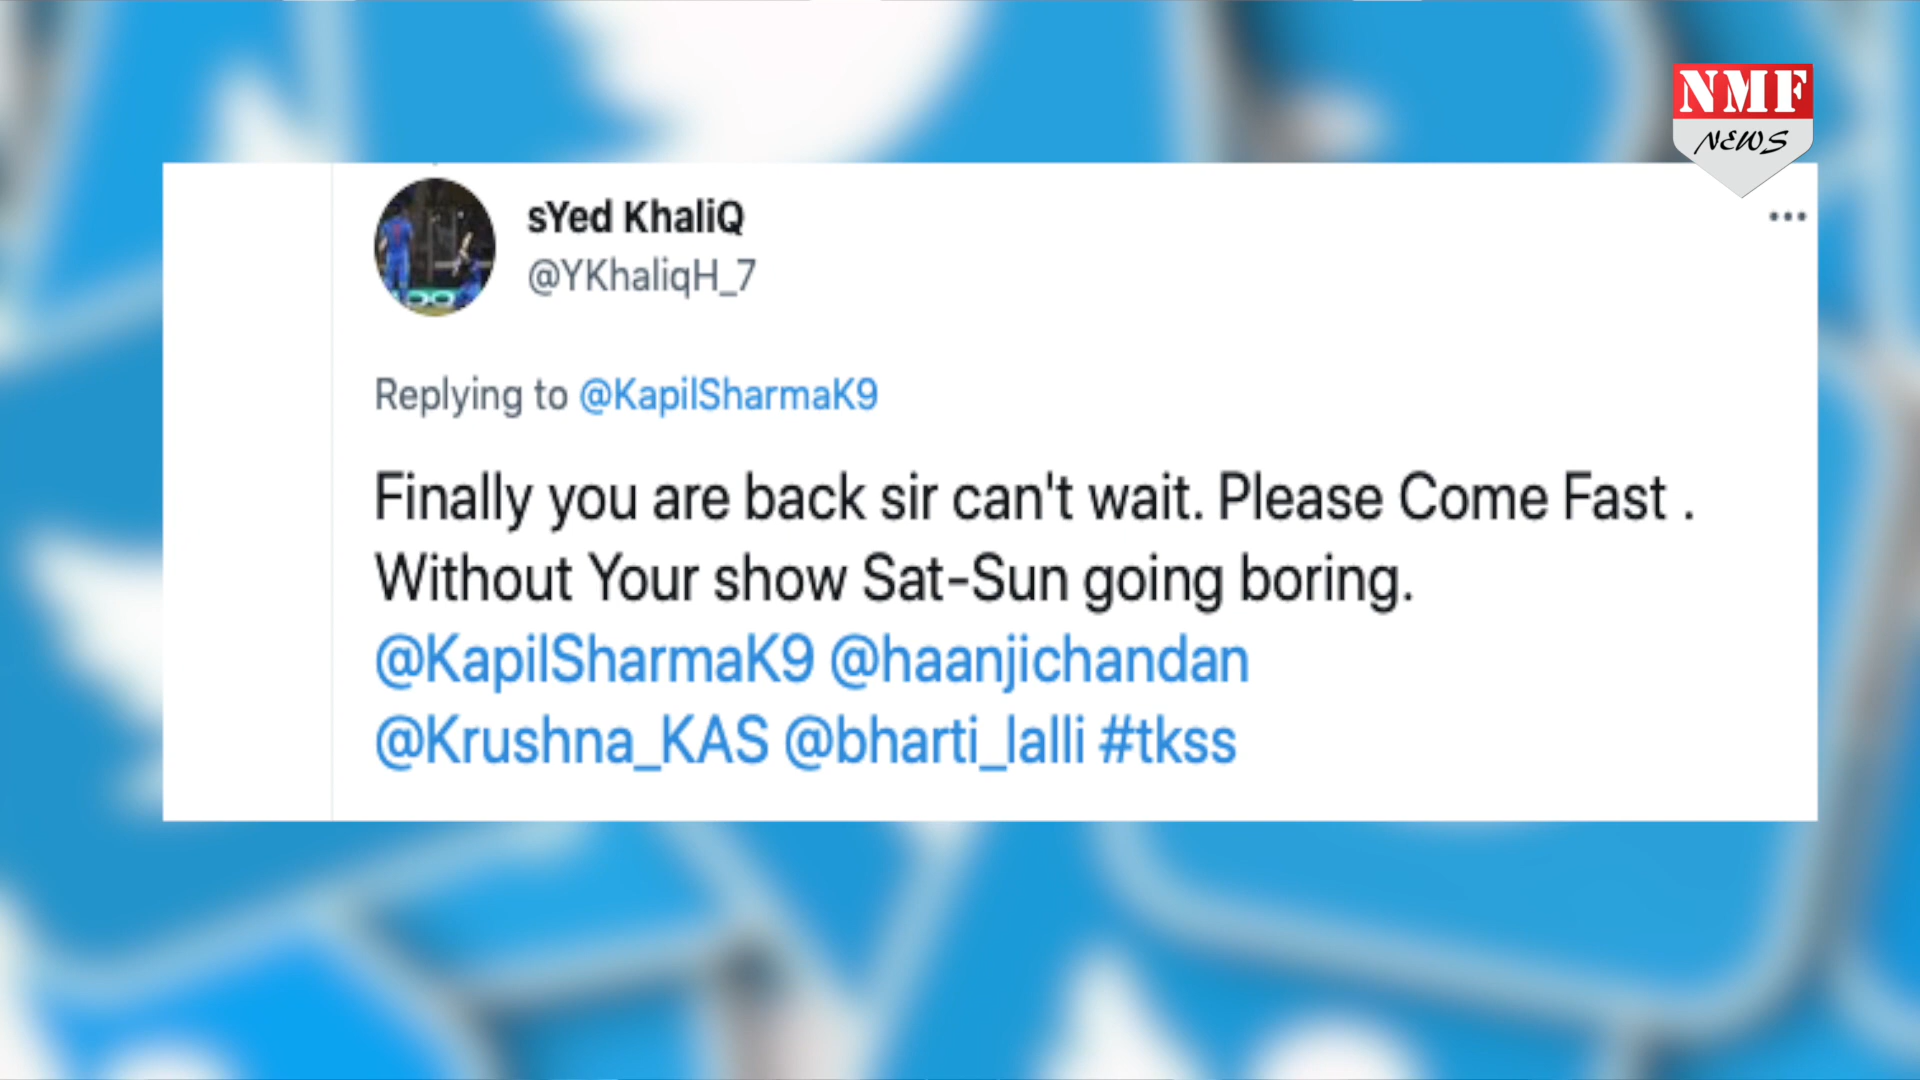 NMF
NEWS
sYed KhaliQ
@YKhaliqH_7
Replying to @KapilSharmaK9
Finally you are back sir can't wait. Please Come Fast .
Without Your show Sat-Sun going boring.
@KapilSharmaK9 @haanjichandan
@Krushna_KAS @bharti_lalli #tkss